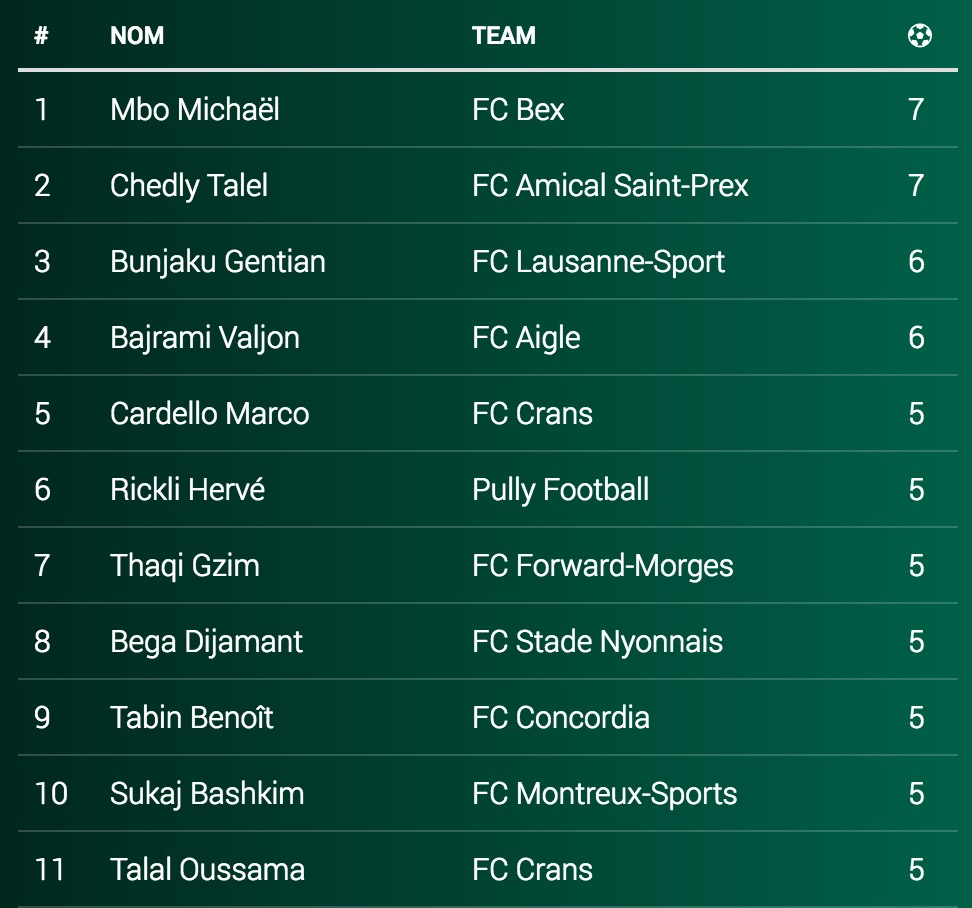 # NOM TEAM
1 Mbo Michaël FC Bex 7
2 Chedly Talel FC Amical Saint-Prex 7
3 Bunjaku Gentian FC Lausanne-Sport 6
4 Bajrami Valjon FC Aigle 6
5 Cardello Marco FC Crans 5
6 Rickli Hervé Pully Football 5
7 Thaqi Gzim FC Forward-Morges 5
8 Bega Dijamant FC Stade Nyonnais 5
9 Tabin Benoît FC Concordia 5
10 Sukaj Bashkim FC Montreux-Sports 5
11 Talal Oussama FC Crans 5